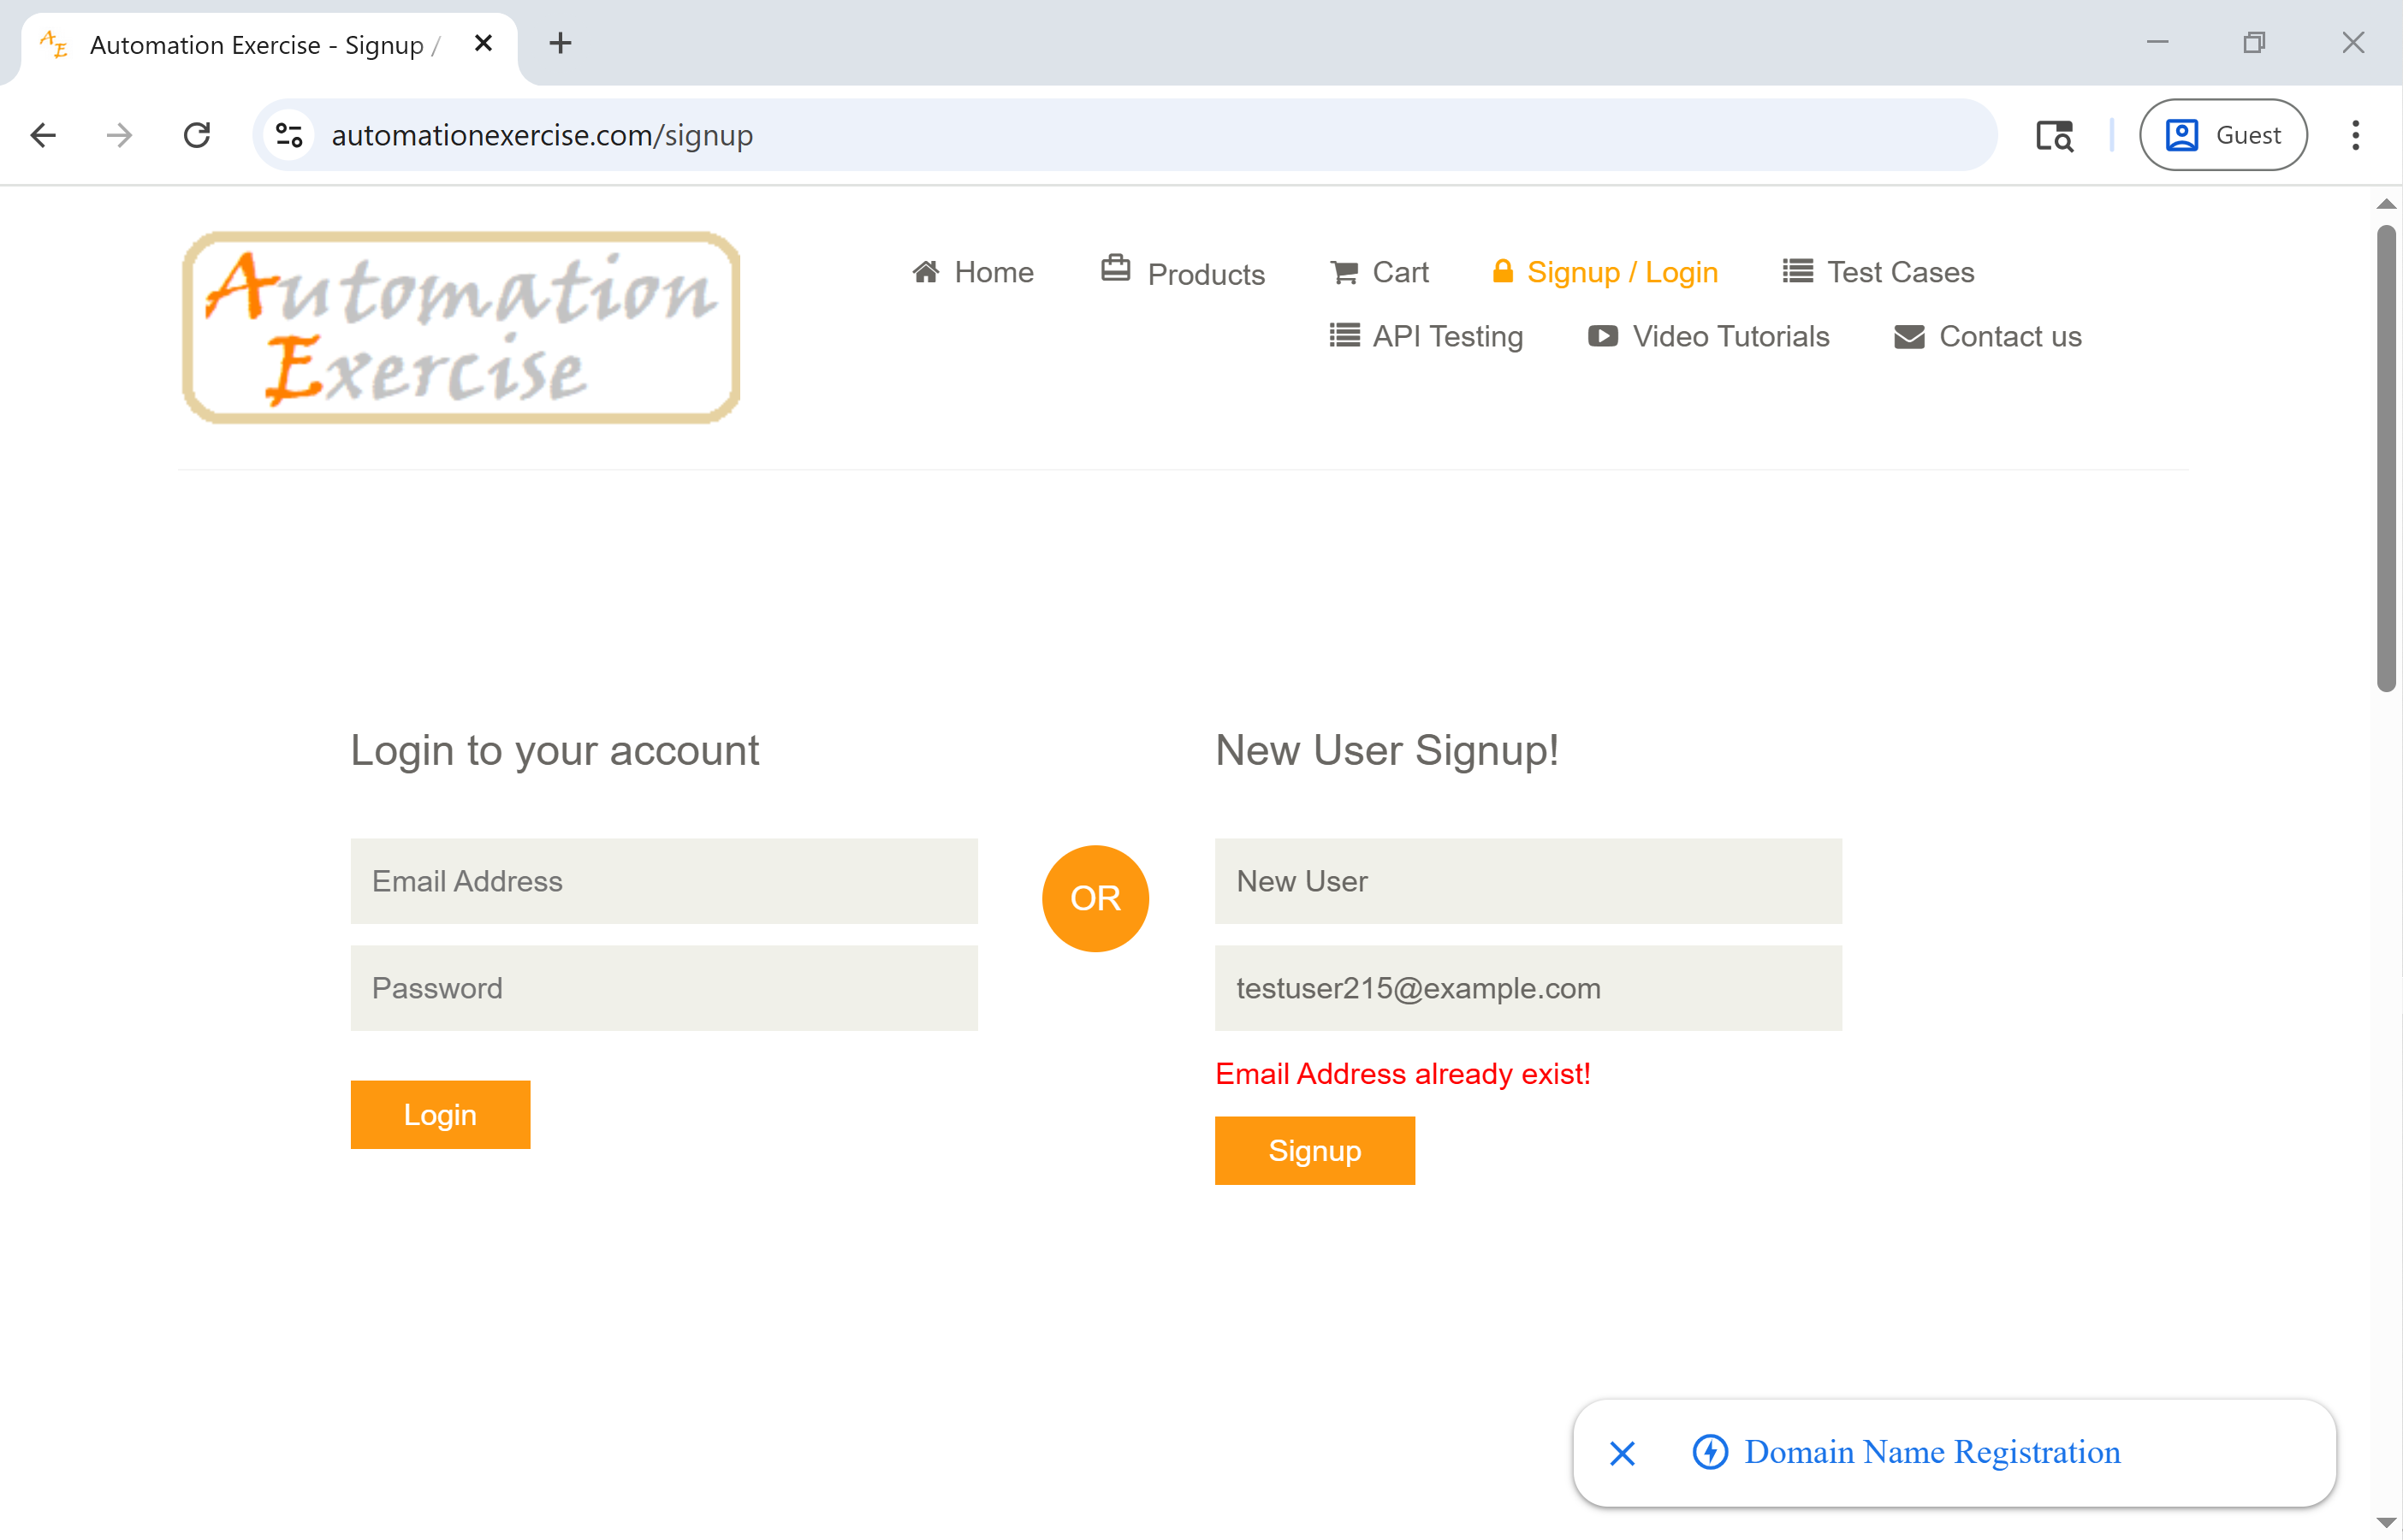 Automation Exercise - Signup /
automationexercise.com/signup
Guest
Automation
Exercise
Home
Products
Cart
Signup / Login
Test Cases
API Testing
Video Tutorials
Contact us
Login to your account
Email Address
Password
Login
OR
New User Signup!
New User
testuser215@example.com
Email Address already exist!
Signup
Domain Name Registration